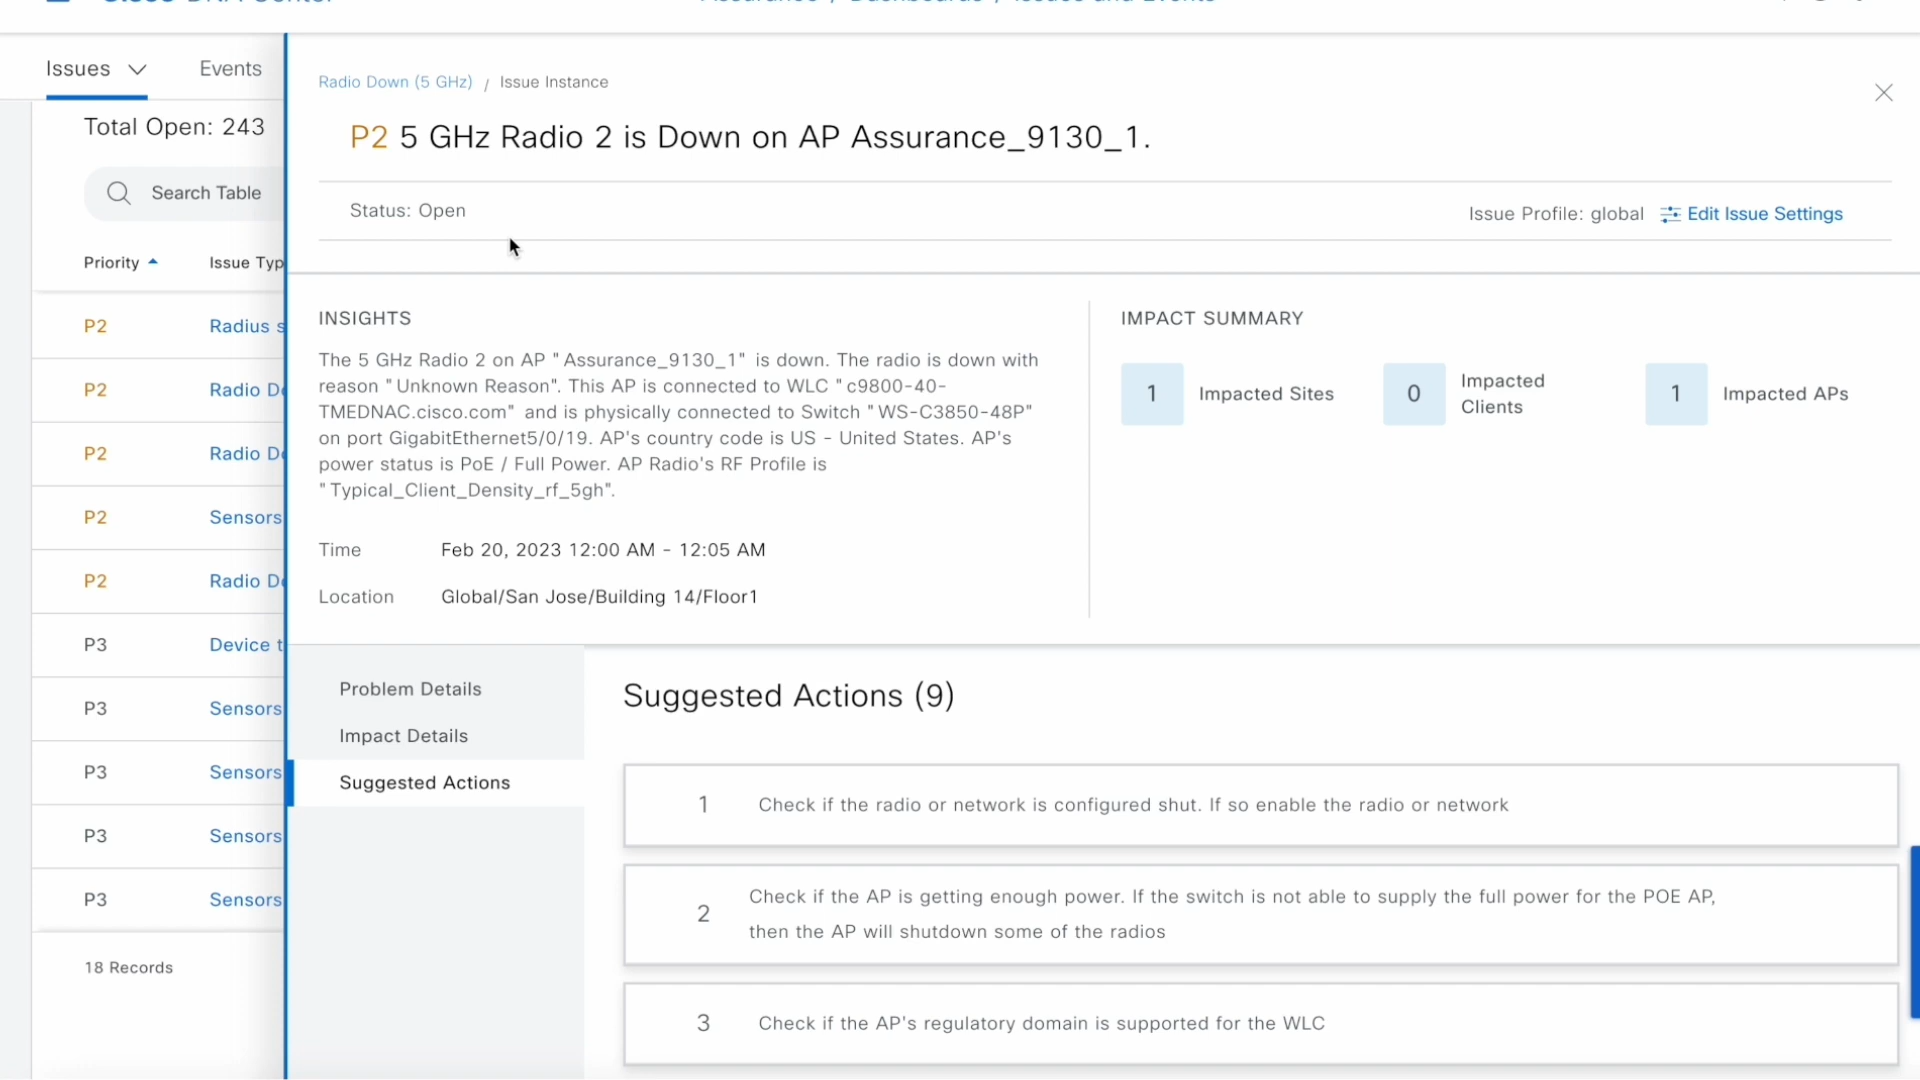 Cisco DNA Center
Assurance / Dashboards / Issues and Events
Issues
Events
Total Open: 243
Search Table
Priority
Issue Typ
P2
Radius s
P2
Radio D
P2
Radio D
P2
Sensors
P2
Radio D
P3
Device t
P3
Sensors
P3
Sensors
P3
Sensors
P3
Sensors
18 Records
Radio Down (5 GHz) / Issue Instance
P2 5 GHz Radio 2 is Down on AP Assurance_9130_1.
Status: Open
Issue Profile: global
Edit Issue Settings
INSIGHTS
The 5 GHz Radio 2 on AP "Assurance_9130_1" is down. The radio is down with
reason "Unknown Reason". This AP is connected to WLC "c9800-40-
TMEDNAC.cisco.com" and is physically connected to Switch "WS-C3850-48P"
on port GigabitEthernet5/0/19. AP's country code is US - United States. AP's
power status is PoE / Full Power. AP Radio's RF Profile is
"Typical_Client_Density_rf_5gh".
Time
Feb 20, 2023 12:00 AM - 12:05 AM
Location
Global/San Jose/Building 14/Floor1
IMPACT SUMMARY
1
Impacted Sites
0
Impacted
Clients
1
Impacted APs
Problem Details
Impact Details
Suggested Actions
Suggested Actions (9)
1
Check if the radio or network is configured shut. If so enable the radio or network
2
Check if the AP is getting enough power. If the switch is not able to supply the full power for the POE AP,
then the AP will shutdown some of the radios
3
Check if the AP's regulatory domain is supported for the WLC